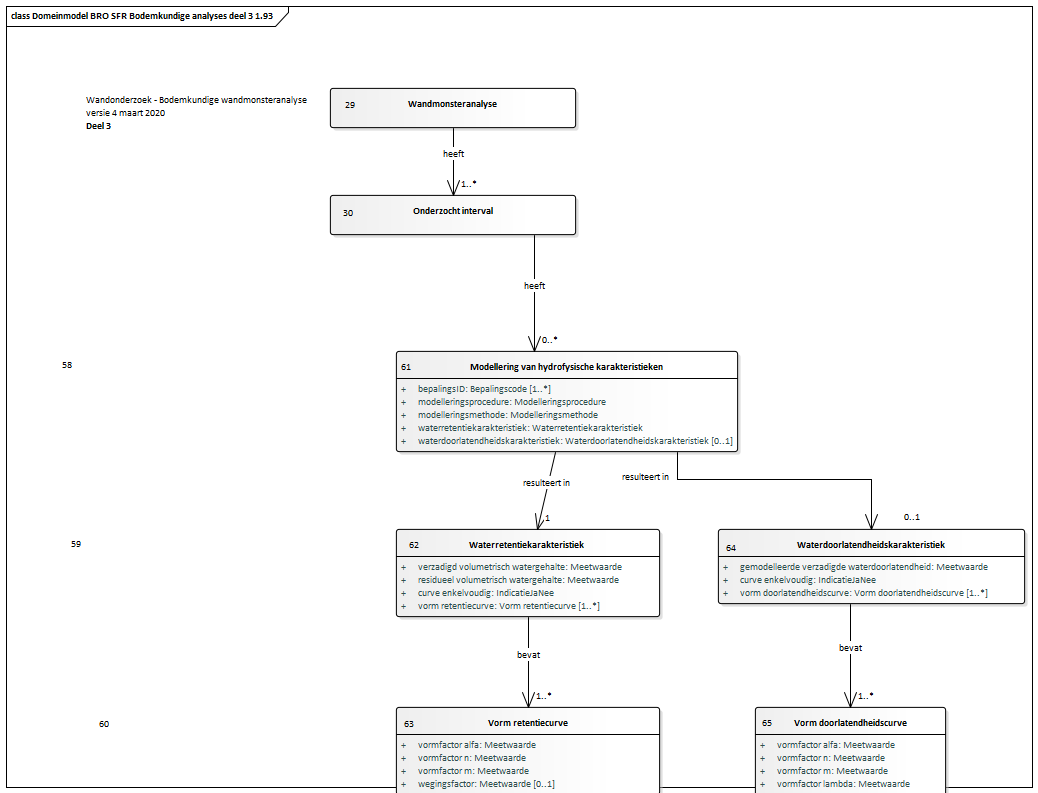 class Domeinmodel BRO SFR Bodemkundige analyses deel 3 1.93
Wandonderzoek - Bodemkundige wandmonsteranalyse
versie 4 maart 2020
Deel 3
29 Wandmonsteranalyse
heeft
1..*
30 Onderzocht interval
heeft
0..*
58
61 Modellering van hydrofysische karakteristieken
+ bepalingsID: Bepalingscode [1..*]
+ modelleringsprocedure: Modelleringsprocedure
+ modelleringsmethode: Modelleringsmethode
+ waterretentiekarakteristiek: Waterretentiekarakteristiek
+ waterdoorlatendheidskarakteristiek: Waterdoorlatendheidskarakteristiek [0..1]
resulteert in
resulteert in
1
0..1
59
62 Waterretentiekarakteristiek
+ verzadigd volumetrisch watergehalte: Meetwaarde
+ residueel volumetrisch watergehalte: Meetwaarde
+ curve enkelvoudig: IndicatieJaNee
+ vorm retentiecurve: Vorm retentiecurve [1..*]
64 Waterdoorlatendheidskarakteristiek
+ gemodelleerde verzadigde waterdoorlatendheid: Meetwaarde
+ curve enkelvoudig: IndicatieJaNee
+ vorm doorlatendheidscurve: Vorm doorlatendheidscurve [1..*]
bevat
1..*
bevat
1..*
60
63 Vorm retentiecurve
+ vormfactor alfa: Meetwaarde
+ vormfactor n: Meetwaarde
+ vormfactor m: Meetwaarde
+ wegingsfactor: Meetwaarde [0..1]
65 Vorm doorlatendheidscurve
+ vormfactor alfa: Meetwaarde
+ vormfactor n: Meetwaarde
+ vormfactor m: Meetwaarde
+ vormfactor lambda: Meetwaarde